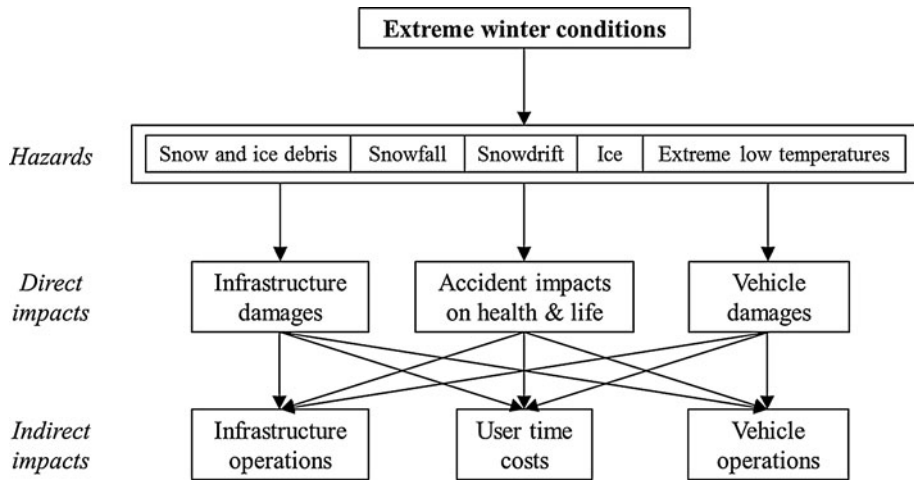 Extreme winter conditions
Hazards
Snow and ice debris Snowfall Snowdrift Ice Extreme low temperatures
Direct
impacts
Infrastructure
damages
Accident impacts
on health & life
Vehicle
damages
Indirect
impacts
Infrastructure
operations
User time
costs
Vehicle
operations